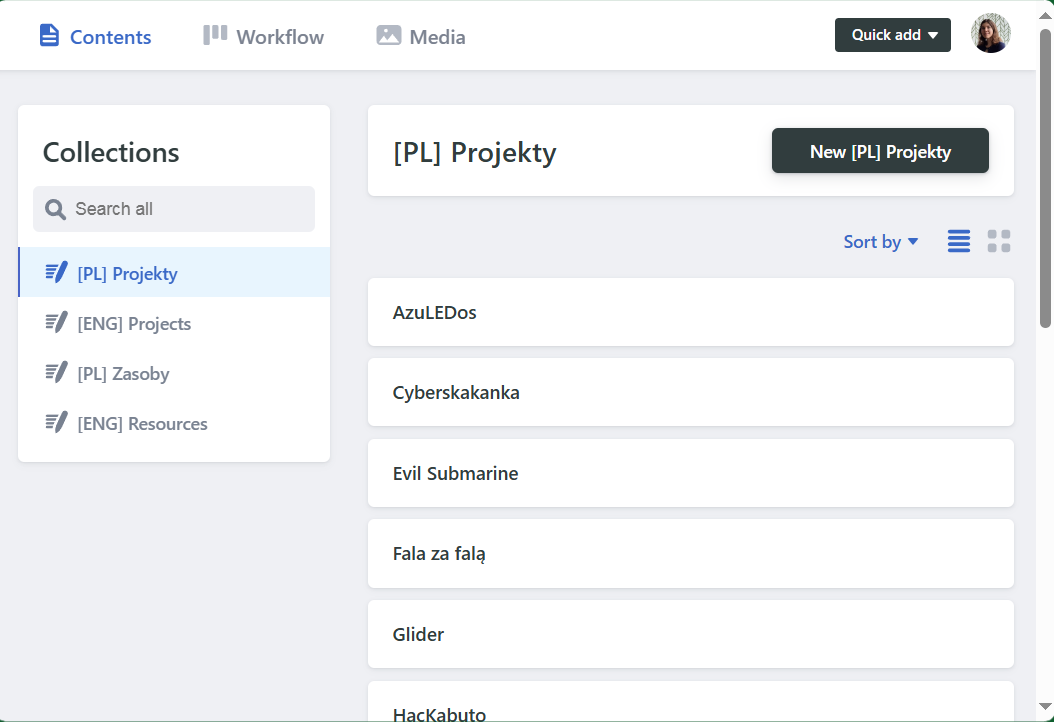 Contents
Workflow
Media
Quick add
Collections
Search all
[PL] Projekty
[ENG] Projects
[PL] Zasoby
[ENG] Resources
[PL] Projekty
New [PL] Projekty
Sort by
AzuLEDos
Cyberskakanka
Evil Submarine
Fala za falą
Glider
HacKabuto